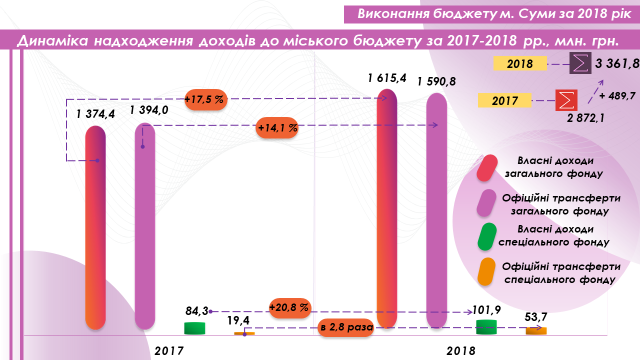 Виконання бюджету м. Суми за 2018 рік
Динаміка надходження доходів до міського бюджету за 2017-2018 рр., млн. грн.
2018
∑ 3 361,8
2017
∑
+ 489,7
2 872,1
1 374,4
1 394,0
+17,5 %
+14,1 %
1 615,4
1 590,8
Власні доходи
загального фонду
Офіційні трансферти
загального фонду
Власні доходи
спеціального фонду
Офіційні трансферти
спеціального фонду
84,3
19,4
+20,8 %
в 2,8 раза
101,9
53,7
2017
2018